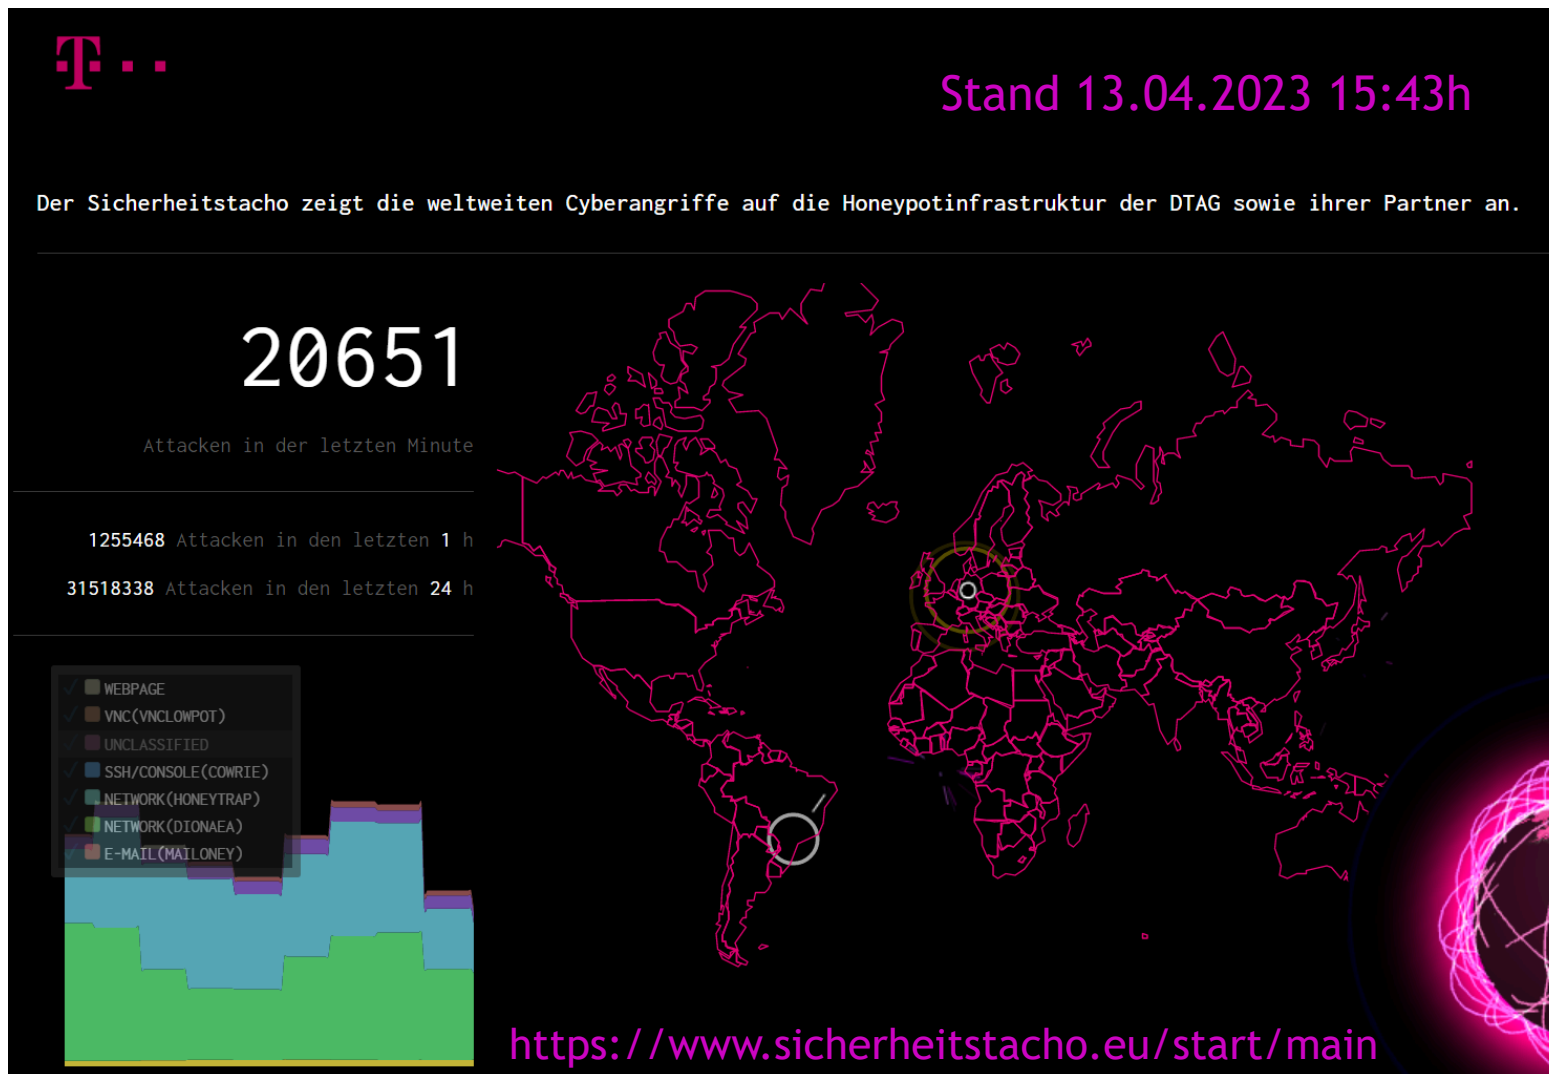 T
Stand 13.04.2023 15:43h
Der Sicherheitstacho zeigt die weltweiten Cyberangriffe auf die Honeypotinfrastruktur der DTAG sowie ihrer Partner an.
20651
Attacken in der letzten Minute
1255468 Attacken in den letzten 1 h
31518338 Attacken in den letzten 24 h
WEBPAGE
VNC(VNCLOWPOT)
UNCLASSIFIED
SSH/CONSOLE(COWRIE)
NETWORK(HONEYTRAP)
NETWORK(DIONAEA)
E-MAIL(MAILONEY)
https://www.sicherheitstacho.eu/start/main